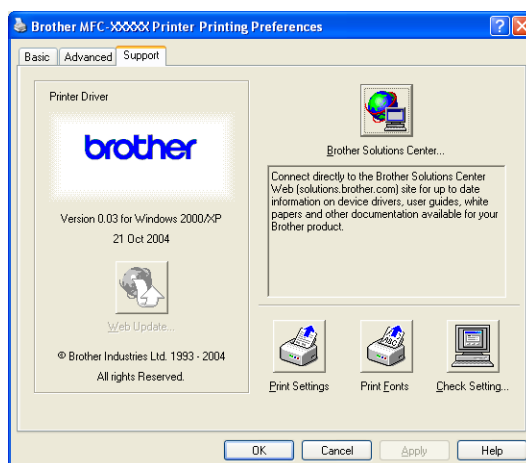 Brother MFC-XXXXX Printer Printing Preferences
Basic
Advanced
Support
Printer Driver
brother
Version 0.03 for Windows 2000/XP
21 Oct 2004
Web Update...
© Brother Industries Ltd. 1993 - 2004
All rights Reserved.
Brother Solutions Center...
Connect directly to the Brother Solutions Center
Web (solutions.brother.com) site for up to date
information on device drivers, user guides, white
papers and other documentation available for your
Brother product.
Print Settings
Print Fonts
Check Setting...
OK
Cancel
Apply
Help